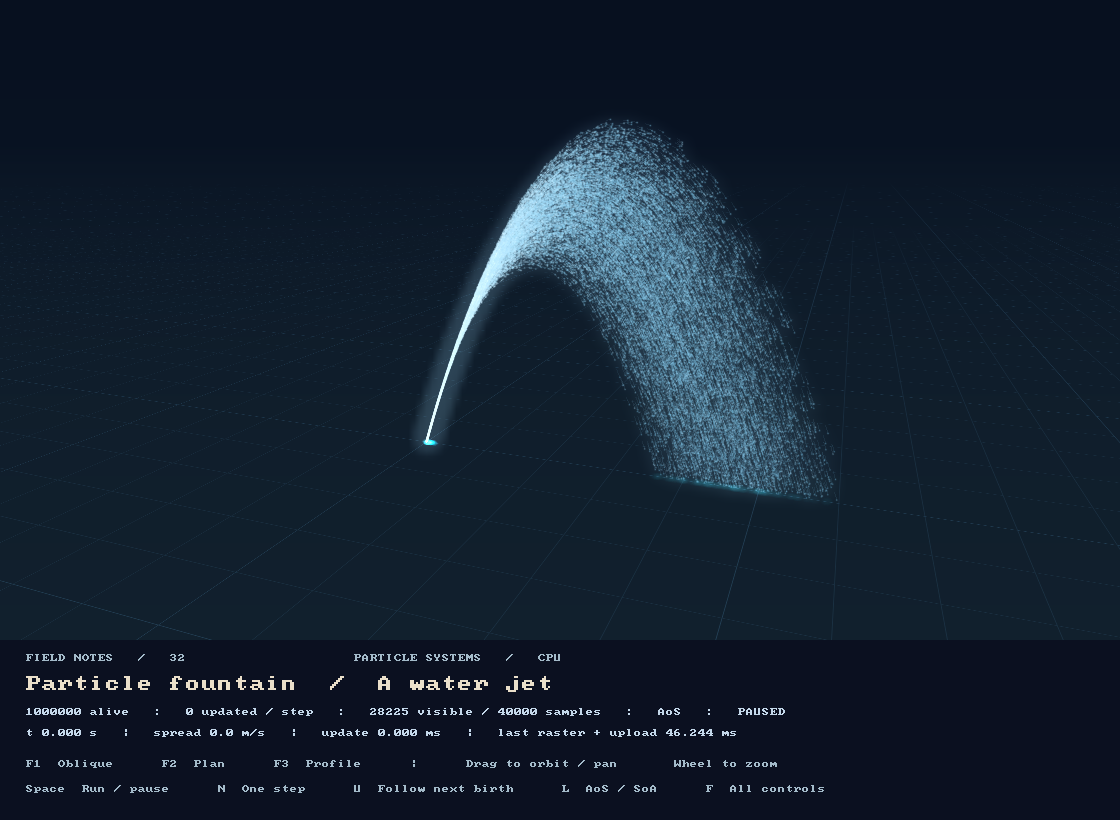 FIELD NOTES / 32 PARTICLE SYSTEMS / CPU
Particle fountain / A water jet
1000000 alive : 0 updated / step : 28225 visible / 40000 samples : AoS : PAUSED
t 0.000 s ¦ spread 0.0 m/s ¦ update 0.000 ms ¦ last raster + upload 46.244 ms
F1 Oblique F2 Plan F3 Profile ¦ Drag to orbit / pan Wheel to zoom
Space Run / pause N One step U Follow next birth L AoS / SoA F All controls